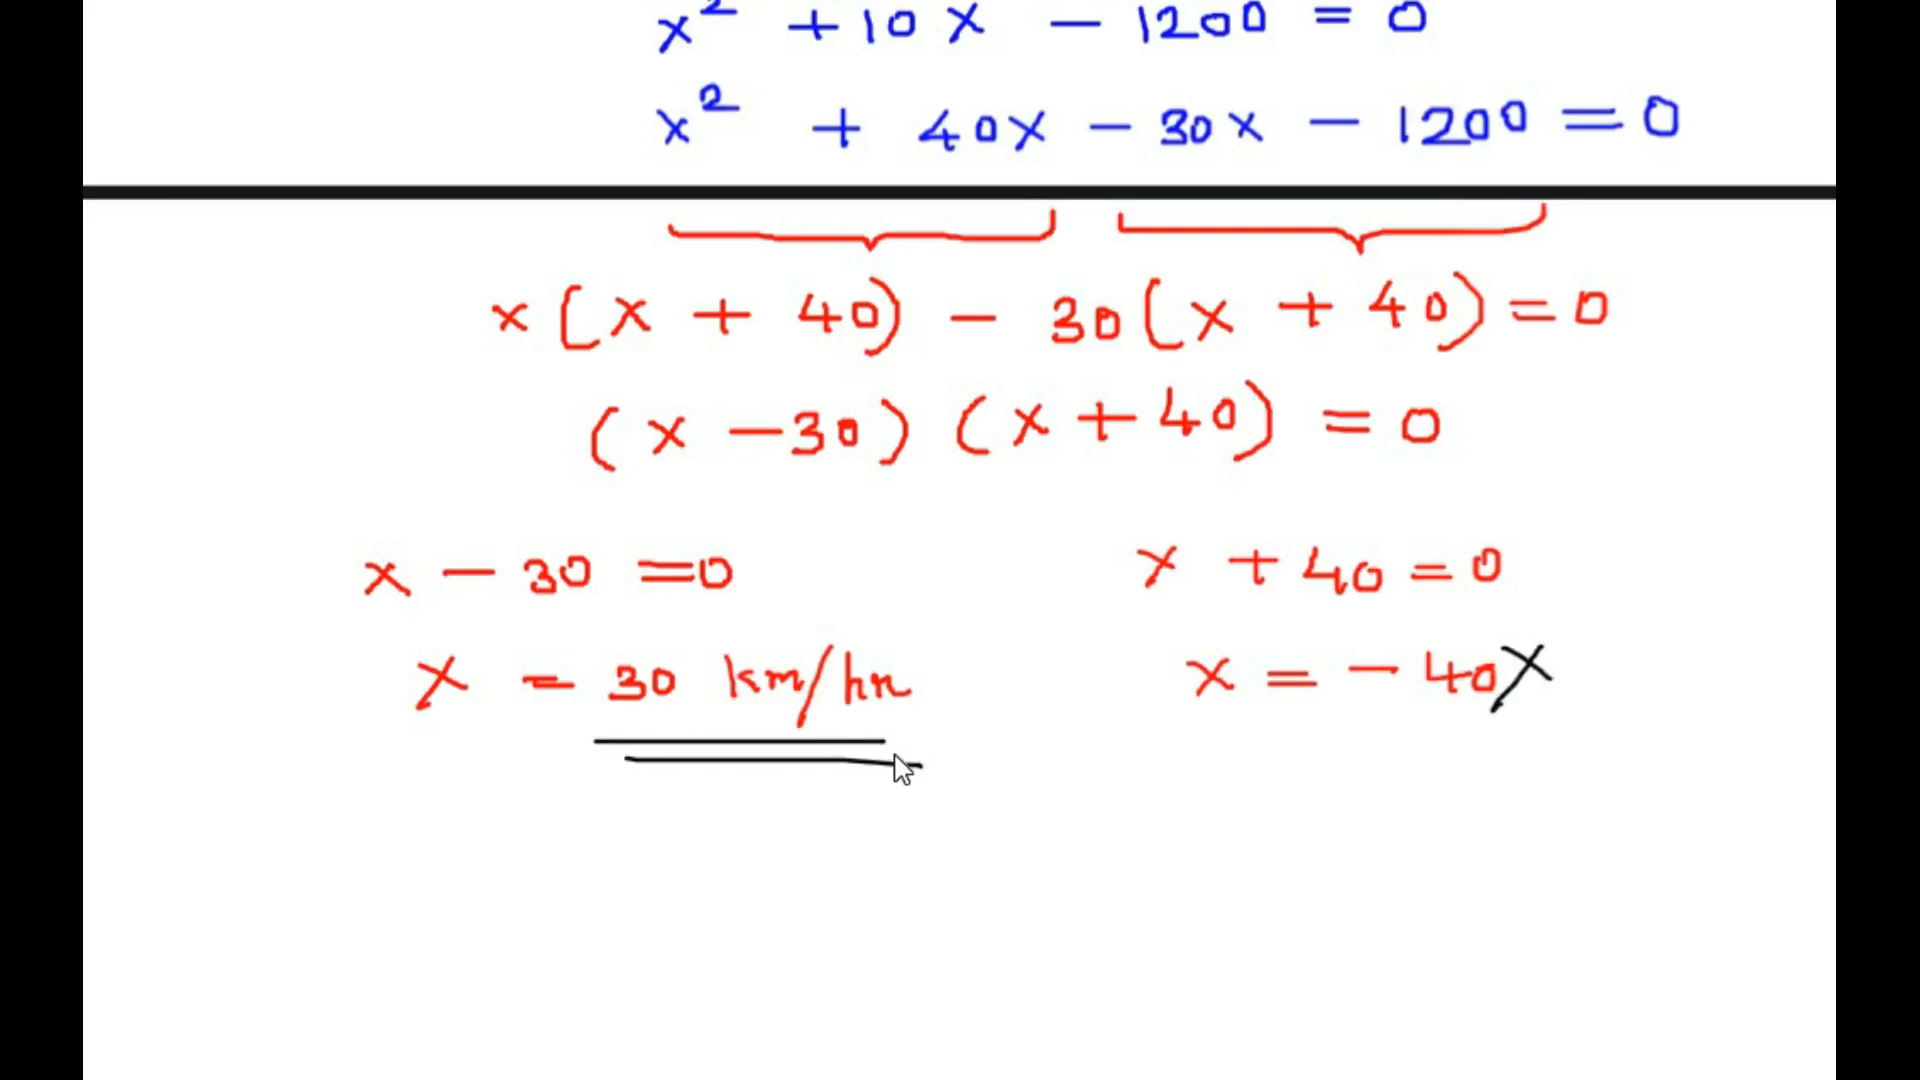 x² + 10x - 1200 = 0
x² + 40x - 30x - 1200 = 0
x(x + 40) - 30(x + 40) = 0
(x - 30) (x + 40) = 0
x - 30 = 0
x = 30 km/hr
x + 40 = 0
x = - 40 X